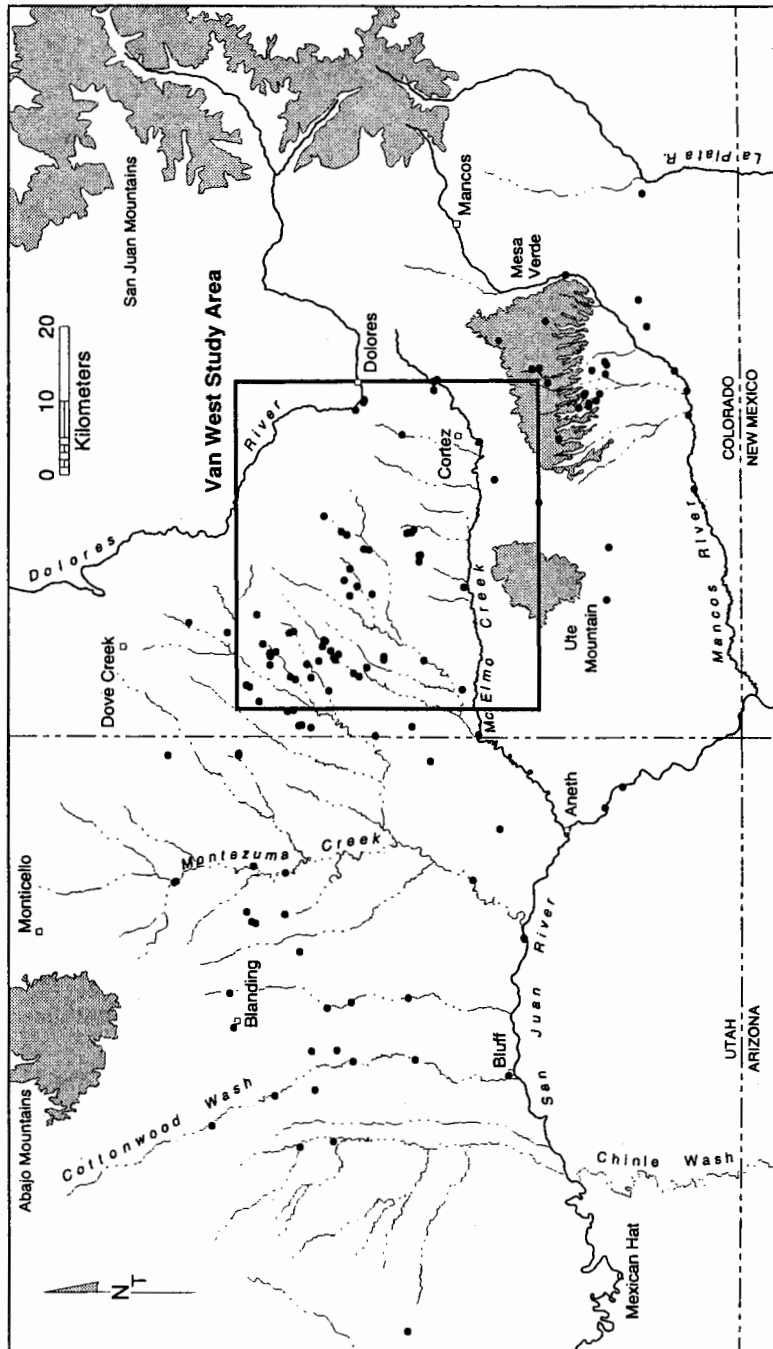 San Juan Mountains
La Plata R.
Mancos
Mesa
Verde
0 10 20
Kilometers
Van West Study Area
Dolores
River
Cortez
COLORADO
NEW MEXICO
Dolores
Dove Creek
McElmo Creek
Ute
Mountain
Mancos River
Aneth
Monticello
Montezuma Creek
Blanding
San Juan River
Bluff
UTAH
ARIZONA
Abajo Mountains
Cottonwood Wash
Chinle Wash
Mexican Hat
N
T